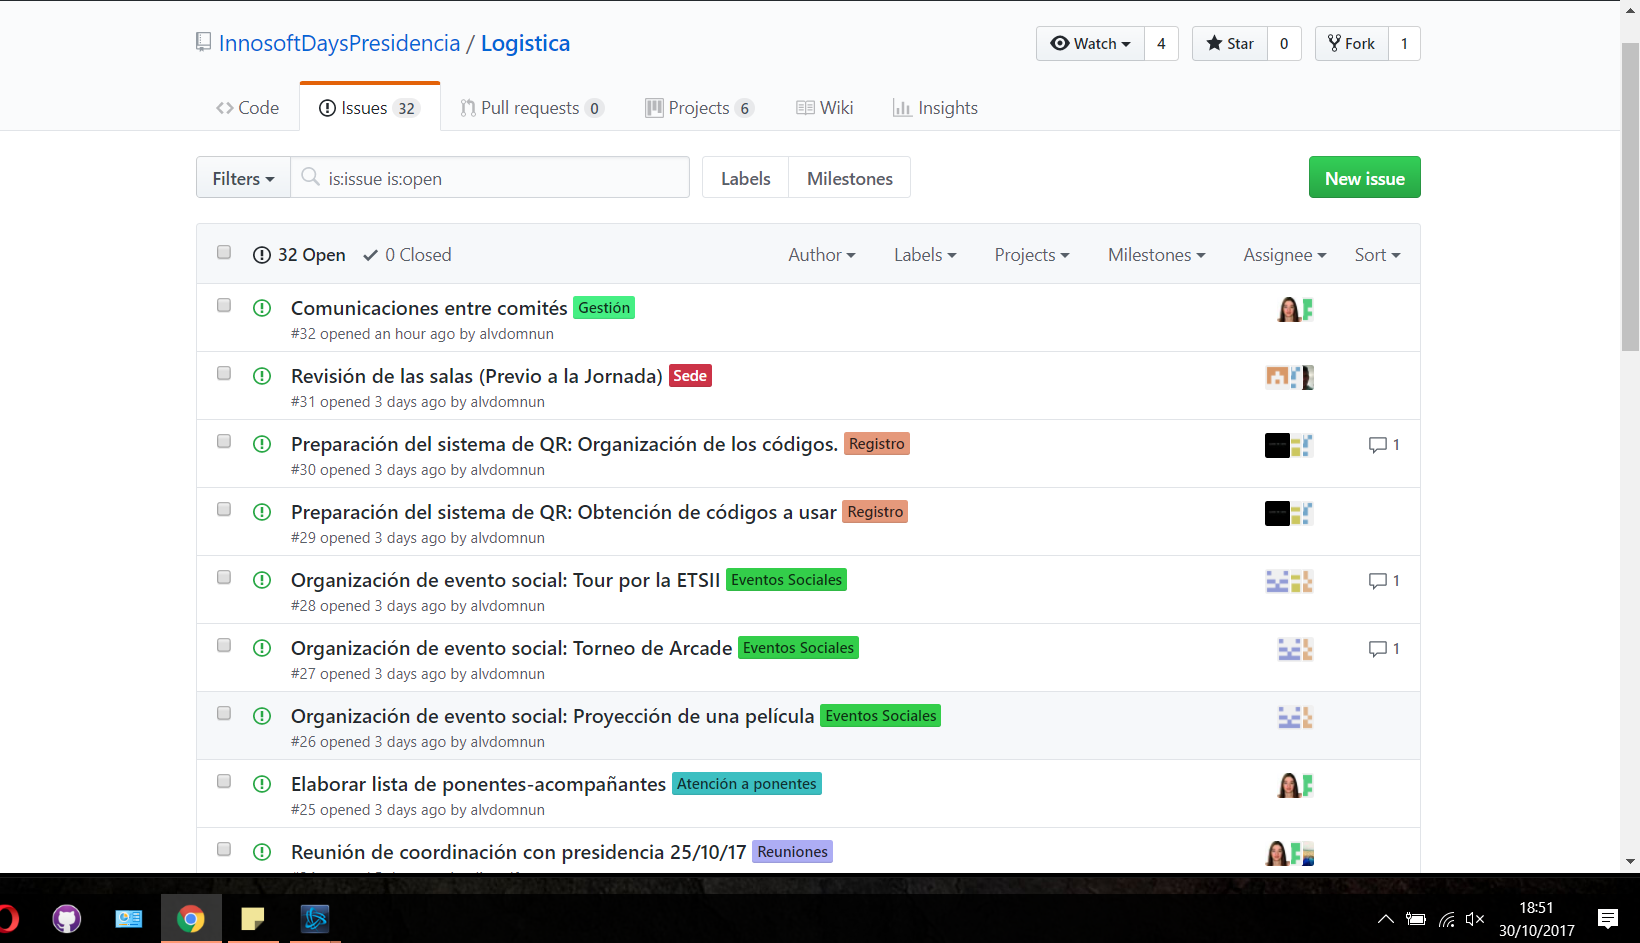 InnosoftDaysPresidencia / Logistica
Watch 4 Star 0 Fork 1
Code Issues 32 Pull requests 0 Projects 6 Wiki Insights
Filters is:issue is:open Labels Milestones New issue
32 Open 0 Closed Author Labels Projects Milestones Assignee Sort
Comunicaciones entre comités Gestión
#32 opened an hour ago by alvdomnun
Revisión de las salas (Previo a la Jornada) Sede
#31 opened 3 days ago by alvdomnun
Preparación del sistema de QR: Organización de los códigos. Registro 1
#30 opened 3 days ago by alvdomnun
Preparación del sistema de QR: Obtención de códigos a usar Registro
#29 opened 3 days ago by alvdomnun
Organización de evento social: Tour por la ETSII Eventos Sociales 1
#28 opened 3 days ago by alvdomnun
Organización de evento social: Torneo de Arcade Eventos Sociales 1
#27 opened 3 days ago by alvdomnun
Organización de evento social: Proyección de una película Eventos Sociales
#26 opened 3 days ago by alvdomnun
Elaborar lista de ponentes-acompañantes Atención a ponentes
#25 opened 3 days ago by alvdomnun
Reunión de coordinación con presidencia 25/10/17 Reuniones
18:51
30/10/2017